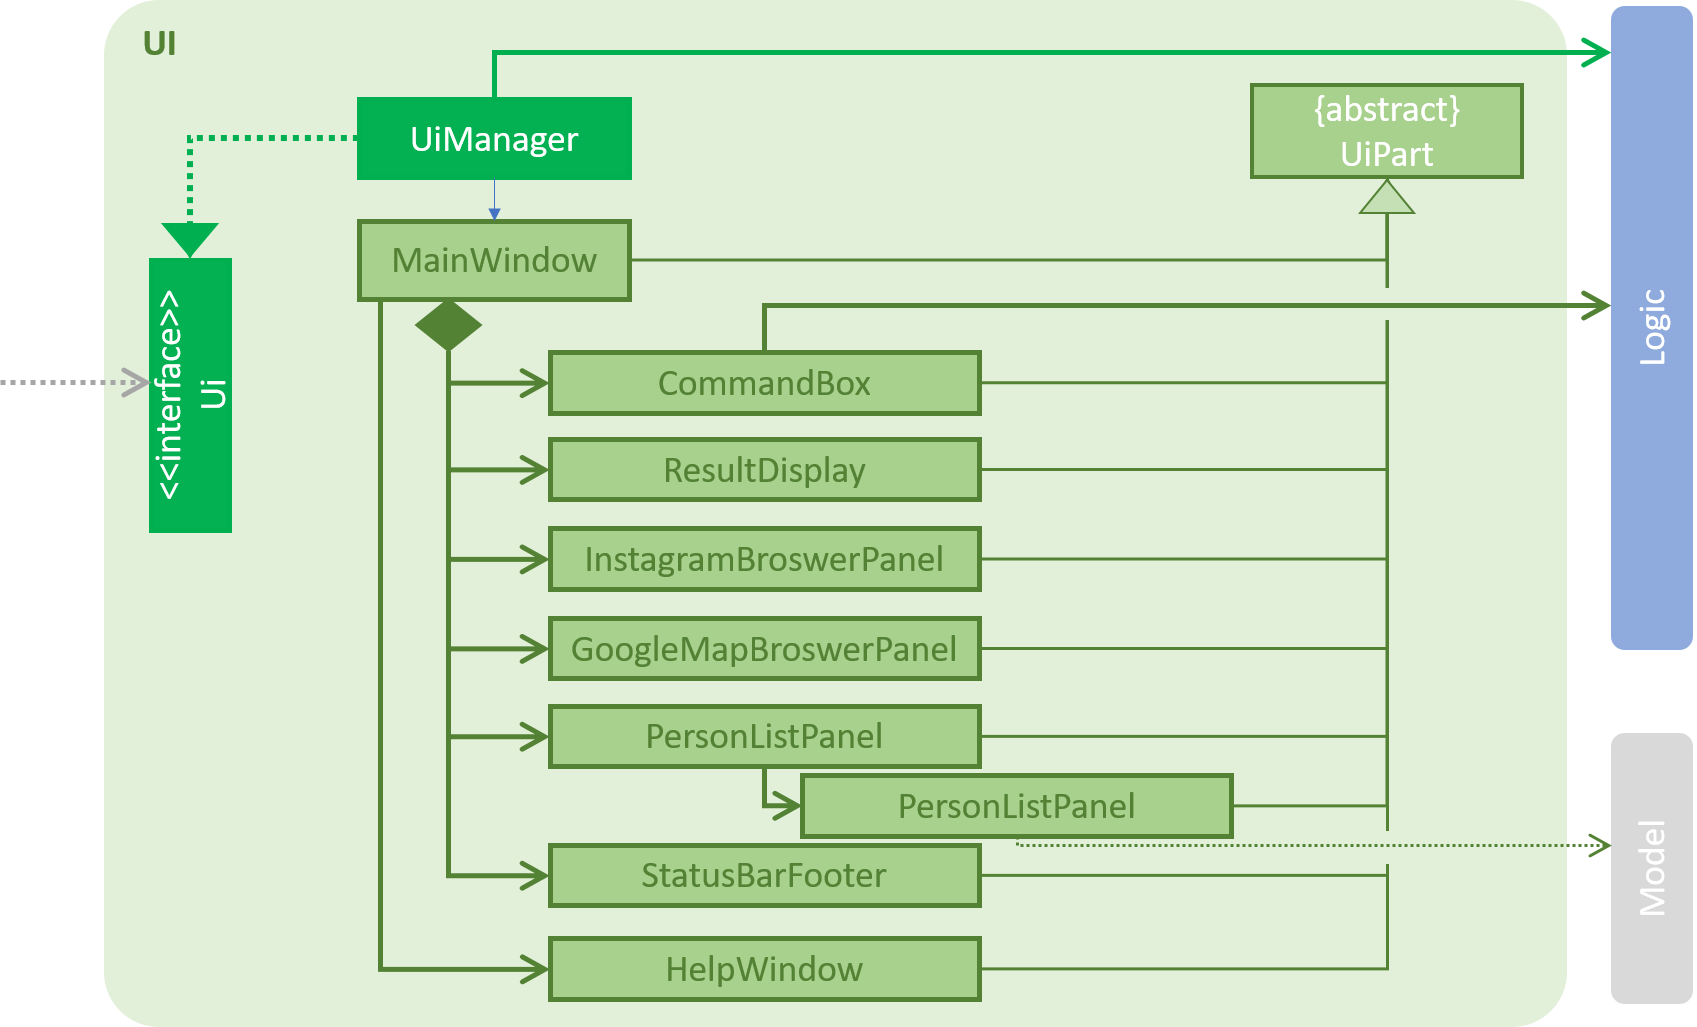 UI
UiManager
{abstract}
UiPart
MainWindow
<<interface>>
Ui
Logic
CommandBox
ResultDisplay
InstagramBroswerPanel
GoogleMapBroswerPanel
PersonListPanel
PersonListPanel
Model
StatusBarFooter
HelpWindow